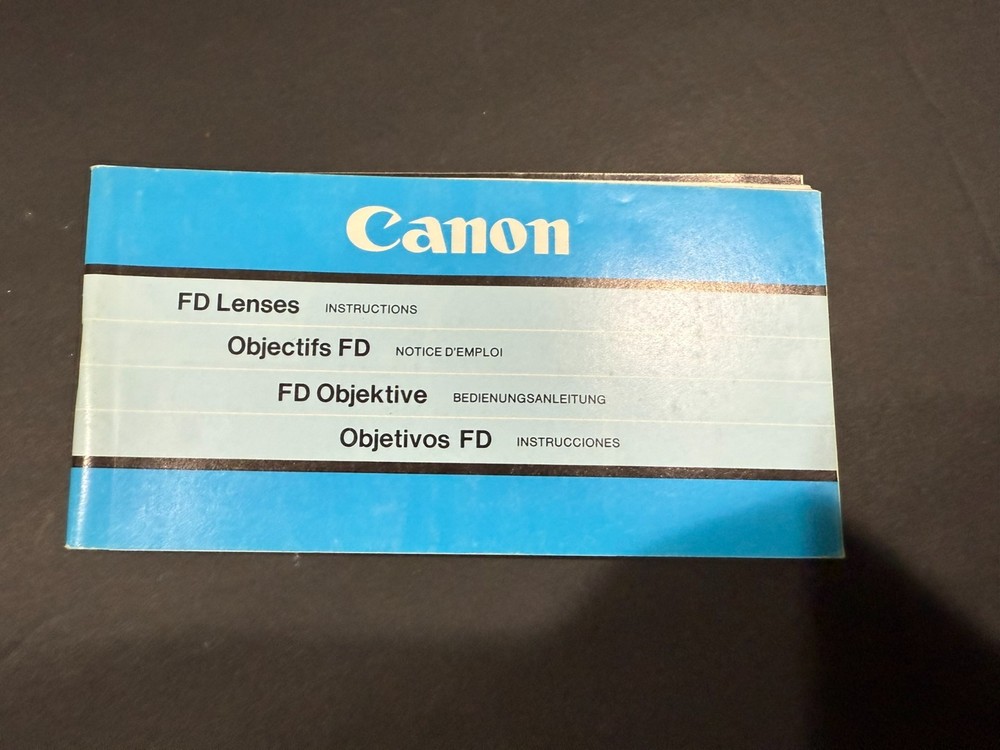 Canon
FD Lenses INSTRUCTIONS
Objectifs FD NOTICE D'EMPLOI
FD Objektive BEDIENUNGSANLEITUNG
Objetivos FD INSTRUCCIONES